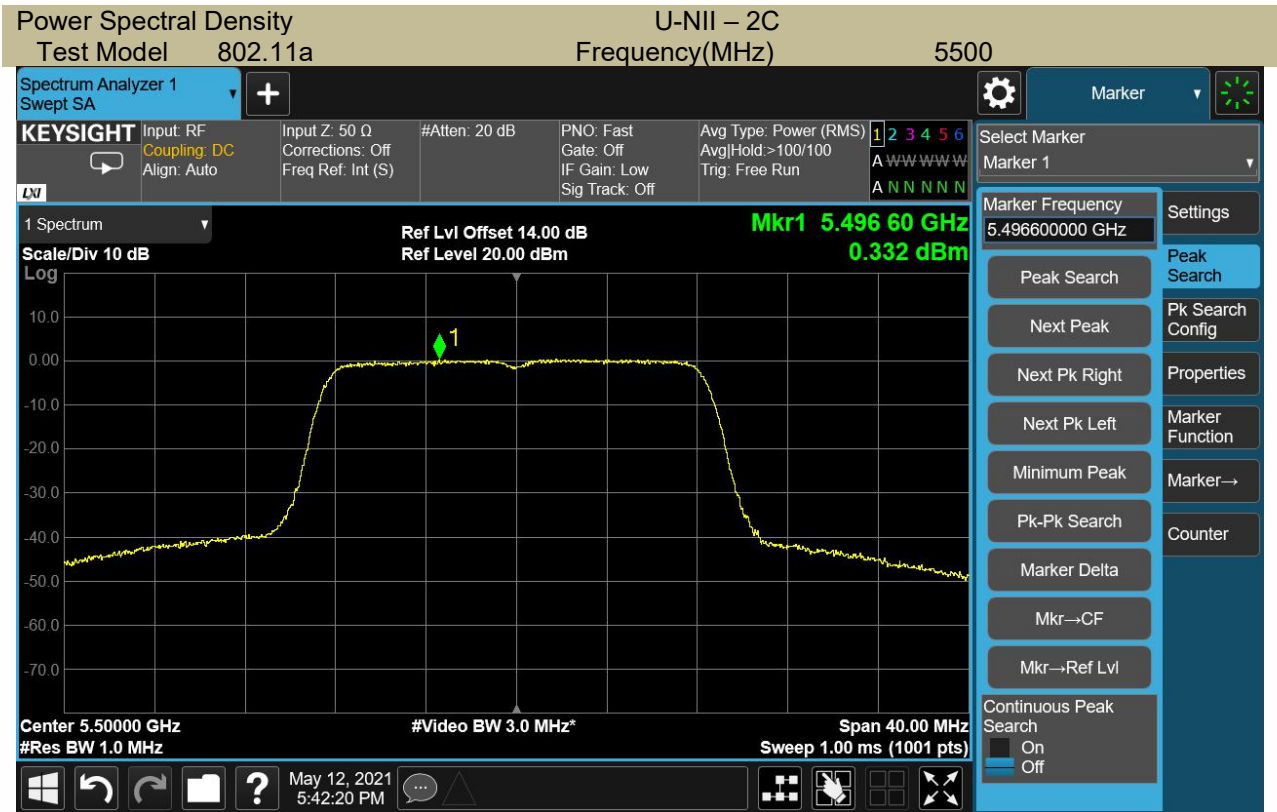 Power Spectral Density U-NII – 2C
Test Model 802.11a Frequency(MHz) 5500
Spectrum Analyzer 1
Swept SA
+
Marker
KEYSIGHT
LXI
Input: RF
Coupling: DC
Align: Auto
Input Z: 50 Ω
Corrections: Off
Freq Ref: Int (S)
#Atten: 20 dB
PNO: Fast
Gate: Off
IF Gain: Low
Sig Track: Off
Avg Type: Power (RMS)
Avg|Hold:>100/100
Trig: Free Run
1 2 3 4 5 6
A W W W W W
A N N N N N
Select Marker
Marker 1
1 Spectrum
Scale/Div 10 dB
Log
Ref Lvl Offset 14.00 dB
Ref Level 20.00 dBm
Mkr1 5.496 60 GHz
0.332 dBm
10.0
0.00
-10.0
-20.0
-30.0
-40.0
-50.0
-60.0
-70.0
1
Center 5.50000 GHz
#Res BW 1.0 MHz
#Video BW 3.0 MHz*
Span 40.00 MHz
Sweep 1.00 ms (1001 pts)
Marker Frequency
5.496600000 GHz
Peak Search
Next Peak
Next Pk Right
Next Pk Left
Minimum Peak
Pk-Pk Search
Marker Delta
Mkr→CF
Mkr→Ref Lvl
Continuous Peak
Search
On
Off
Settings
Peak
Search
Pk Search
Config
Properties
Marker
Function
Marker→
Counter
?
May 12, 2021
5:42:20 PM